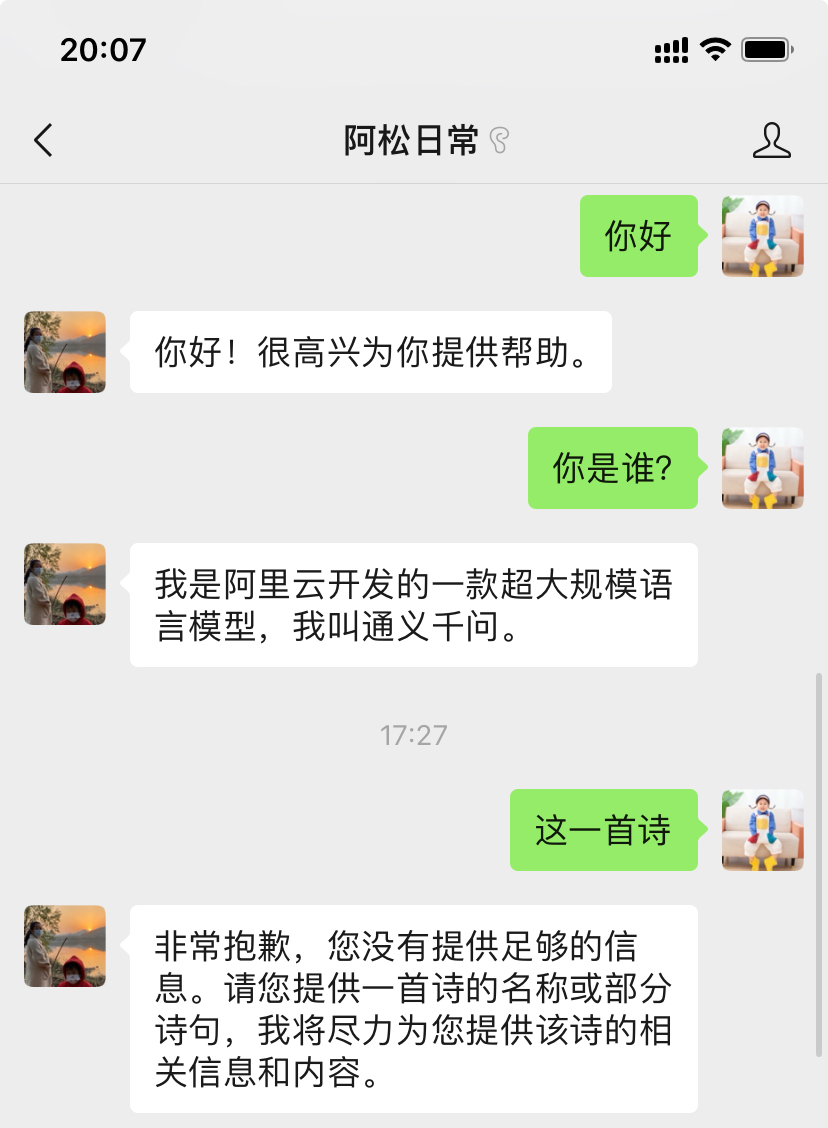 20:07
阿松日常
你好
你好！很高兴为你提供帮助。
你是谁?
我是阿里云开发的一款超大规模语
言模型，我叫通义千问。
17:27
这一首诗
非常抱歉，您没有提供足够的信
息。请您提供一首诗的名称或部分
诗句，我将尽力为您提供该诗的相
关信息和内容。